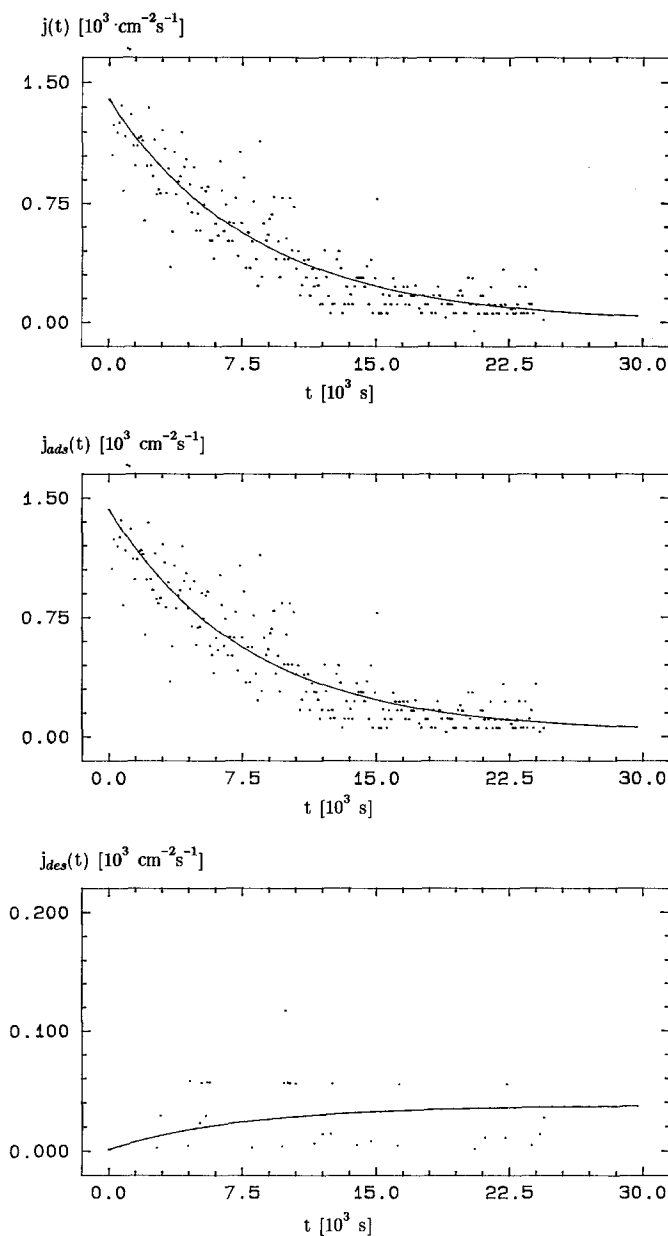 j(t) [10³·cm⁻²s⁻¹]
1.50
0.75
0.00
0.0 7.5 15.0 22.5 30.0
t [10³ s]
j_ads(t) [10³ cm⁻²s⁻¹]
1.50
0.75
0.00
0.0 7.5 15.0 22.5 30.0
t [10³ s]
j_des(t) [10³ cm⁻²s⁻¹]
0.200
0.100
0.000
0.0 7.5 15.0 22.5 30.0
t [10³ s]